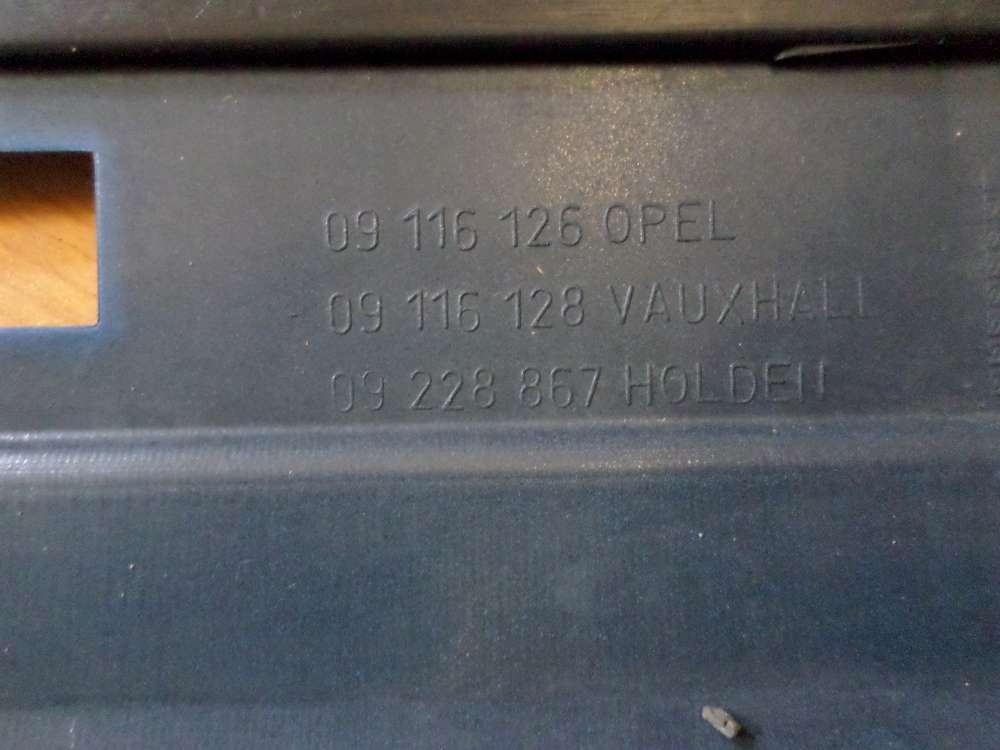 09 116 126 OPEL
09 116 128 VAUXHALL
09 228 867 HOLDEN